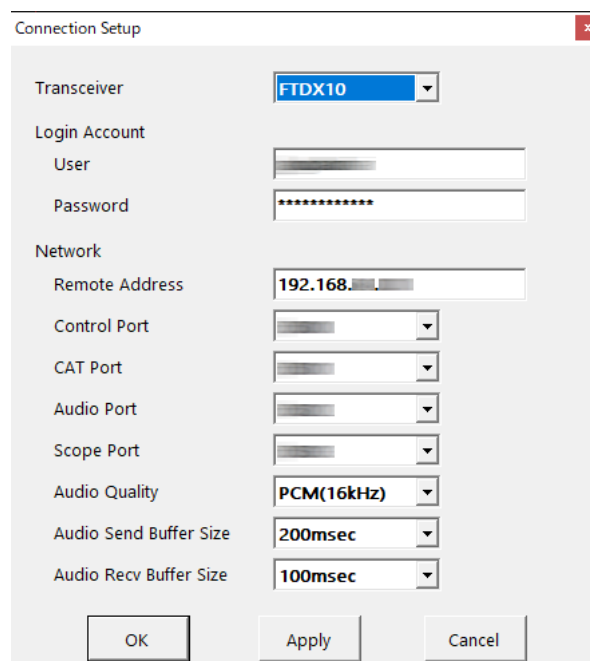 Connection Setup
x
Transceiver FTDX10
Login Account
User
Password ************
Network
Remote Address 192.168. .
Control Port
CAT Port
Audio Port
Scope Port
Audio Quality PCM(16kHz)
Audio Send Buffer Size 200msec
Audio Recv Buffer Size 100msec
OK Apply Cancel